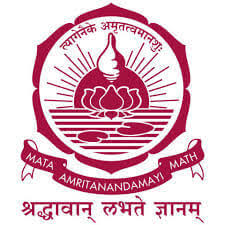 त्यागेनैके अमृतत्वमानशुः
MATA AMRITANANDAMAYI MATH
श्रद्धावान् लभते ज्ञानम्